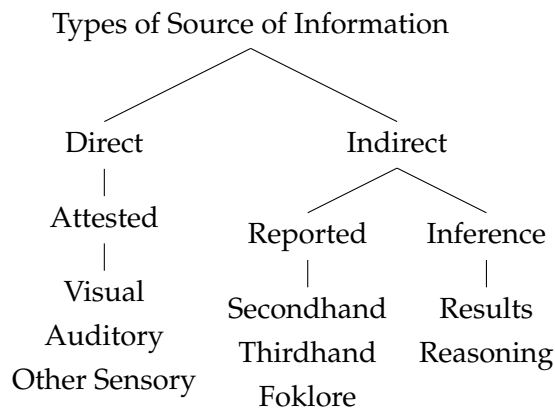 Types of Source of Information
Direct
Indirect
Attested
Reported
Inference
Visual
Auditory
Other Sensory
Secondhand
Thirdhand
Foklore
Results
Reasoning